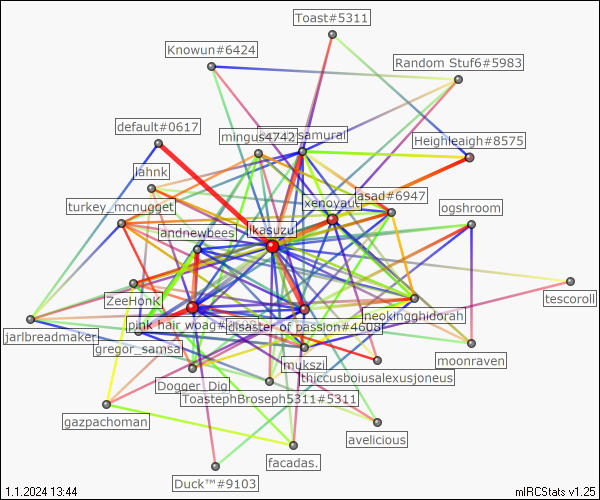 Toast#5311
Knowun#6424
Random Stuf6#5983
default#0617
mingus4742
samurai
Heighleigh#8575
lahnk
turkey_mcnugget
xenoyatc
asad#6947
ogshroom
andnewbees
ikasuzu
ZeeHonK
tescoroll
pink hair woag#
disaster of passion#4608
neokingghidorah
jarlbreadmaker
gregor_samsa
mukszi
moonraven
Dogger_Dig
thiccusboiusalexusjoneus
ToastephBroseph5311#5311
gazpachoman
avelicious
facadas.
Duck™#9103
1.1.2024 13:44
mIRCStats v1.25